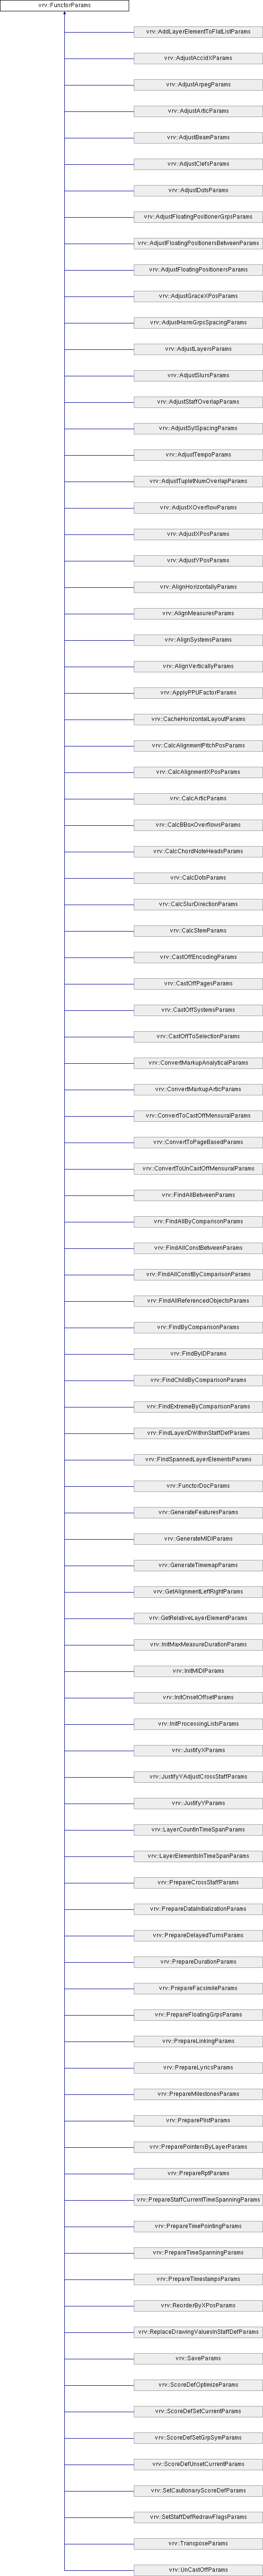 vrv::FunctorParams
vrv::AddLayerElementToFlatListParams
vrv::AdjustAccidXParams
vrv::AdjustArpegParams
vrv::AdjustArticParams
vrv::AdjustBeamParams
vrv::AdjustClefsParams
vrv::AdjustDotsParams
vrv::AdjustFloatingPositionerGrpsParams
vrv::AdjustFloatingPositionersBetweenParams
vrv::AdjustFloatingPositionersParams
vrv::AdjustGraceXPosParams
vrv::AdjustHarmGrpsSpacingParams
vrv::AdjustLayersParams
vrv::AdjustSlursParams
vrv::AdjustStaffOverlapParams
vrv::AdjustSylSpacingParams
vrv::AdjustTempoParams
vrv::AdjustTupletNumOverlapParams
vrv::AdjustXOverflowParams
vrv::AdjustXPosParams
vrv::AdjustYPosParams
vrv::AlignHorizontallyParams
vrv::AlignMeasuresParams
vrv::AlignSystemsParams
vrv::AlignVerticallyParams
vrv::ApplyPPUFactorParams
vrv::CacheHorizontalLayoutParams
vrv::CalcAlignmentPitchPosParams
vrv::CalcAlignmentXPosParams
vrv::CalcArticParams
vrv::CalcBBoxOverflowsParams
vrv::CalcChordNoteHeadsParams
vrv::CalcDotsParams
vrv::CalcSlurDirectionParams
vrv::CalcStemParams
vrv::CastOffEncodingParams
vrv::CastOffPagesParams
vrv::CastOffSystemsParams
vrv::CastOffToSelectionParams
vrv::ConvertMarkupAnalyticalParams
vrv::ConvertMarkupArticParams
vrv::ConvertToCastOffMensuralParams
vrv::ConvertToPageBasedParams
vrv::ConvertToUnCastOffMensuralParams
vrv::FindAllBetweenParams
vrv::FindAllByComparisonParams
vrv::FindAllConstBetweenParams
vrv::FindAllConstByComparisonParams
vrv::FindAllReferencedObjectsParams
vrv::FindByComparisonParams
vrv::FindByIDParams
vrv::FindChildByComparisonParams
vrv::FindExtremeByComparisonParams
vrv::FindLayerIDWithinStaffDefParams
vrv::FindSpannedLayerElementsParams
vrv::FunctorDocParams
vrv::GenerateFeaturesParams
vrv::GenerateMIDIParams
vrv::GenerateTimemapParams
vrv::GetAlignmentLeftRightParams
vrv::GetRelativeLayerElementParams
vrv::InitMaxMeasureDurationParams
vrv::InitMIDIParams
vrv::InitOnsetOffsetParams
vrv::InitProcessingListsParams
vrv::JustifyXParams
vrv::JustifyYAdjustCrossStaffParams
vrv::JustifyYParams
vrv::LayerCountInTimeSpanParams
vrv::LayerElementsInTimeSpanParams
vrv::PrepareCrossStaffParams
vrv::PrepareDataInitializationParams
vrv::PrepareDelayedTurnsParams
vrv::PrepareDurationParams
vrv::PrepareFacsimileParams
vrv::PrepareFloatingGrpsParams
vrv::PrepareLinkingParams
vrv::PrepareLyricsParams
vrv::PrepareMilestonesParams
vrv::PreparePlistParams
vrv::PreparePointersByLayerParams
vrv::PrepareRptParams
vrv::PrepareStaffCurrentTimeSpanningParams
vrv::PrepareTimePointingParams
vrv::PrepareTimeSpanningParams
vrv::PrepareTimestampsParams
vrv::ReorderByXPosParams
vrv::ReplaceDrawingValuesInStaffDefParams
vrv::SaveParams
vrv::ScoreDefOptimizeParams
vrv::ScoreDefSetCurrentParams
vrv::ScoreDefSetGrpSymParams
vrv::ScoreDefUnsetCurrentParams
vrv::SetCautionaryScoreDefParams
vrv::SetStaffDefRedrawFlagsParams
vrv::TransposeParams
vrv::UnCastOffParams